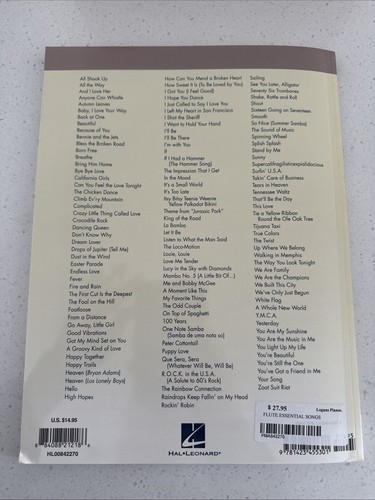 All Shook Up
All the Way
And I Love Her
Anyone Can Whistle
Autumn Leaves
Baby, I Love Your Way
Back at One
Beautiful
Because of You
Bennie and the Jets
Bless the Broken Road
Born Free
Breathe
Bring Him Home
Bye Bye Love
California Girls
Can You Feel the Love Tonight
The Chicken Dance
Climb Ev'ry Mountain
Complicated
Crazy Little Thing Called Love
Crocodile Rock
Dancing Queen
Don't Know Why
Dream Lover
Drops of Jupiter (Tell Me)
Dust in the Wind
Easter Parade
Endless Love
Fever
Fire and Rain
The First Cut Is the Deepest
The Fool on the Hill
Footloose
From a Distance
Go Away, Little Girl
Good Vibrations
Got My Mind Set on You
A Groovy Kind of Love
Happy Together
Happy Trails
Heaven (Bryan Adams)
Heaven (Los Lonely Boys)
Hello
High Hopes
How Can You Mend a Broken Heart
How Sweet It Is (To Be Loved by You)
I Got You (I Feel Good)
I Hope You Dance
I Just Called to Say I Love You
I Left My Heart in San Francisco
I Shot the Sheriff
I Want to Hold Your Hand
I'll Be
I'll Be There
I'm with You
If
If I Had a Hammer
(The Hammer Song)
The Impression That I Get
In the Mood
It's a Small World
It's Too Late
Itsy Bitsy Teenie Weenie
Yellow Polkadot Bikini
Theme from "Jurassic Park"
King of the Road
La Bamba
Let It Be
Listen to What the Man Said
The Loco-Motion
Louie, Louie
Love Me Tender
Lucy in the Sky with Diamonds
Mambo No. 5 (A Little Bit Of...)
Me and Bobby McGee
A Moment Like This
My Favorite Things
The Odd Couple
On Top of Spaghetti
100 Years
One Note Samba
(Samba de uma nota so)
Peter Cottontail
Puppy Love
Que Sera, Sera
(Whatever Will Be, Will Be)
R.O.C.K. in the U.S.A.
(A Salute to 60's Rock)
The Rainbow Connection
Raindrops Keep Fallin' on My Head
Rockin' Robin
Sailing
See You Later, Alligator
Seventy Six Trombones
Shake, Rattle and Roll
Shout
Sixteen Going on Seventeen
Smooth
So Nice (Summer Samba)
The Sound of Music
Spinning Wheel
Splish Splash
Stand by Me
Sunny
Supercalifragilisticexpialidocious
Surfin' U.S.A.
Takin' Care of Business
Tears in Heaven
Tennessee Waltz
That'll Be the Day
This Love
Tie a Yellow Ribbon
Round the Ole Oak Tree
Tijuana Taxi
True Colors
The Twist
Up Where We Belong
Walking in Memphis
The Way You Look Tonight
We Are Family
We Are the Champions
We Built This City
We've Only Just Begun
White Flag
A Whole New World
Y.M.C.A.
Yesterday
You Are My Sunshine
You Are the Music in Me
You Light Up My Life
You're Beautiful
You're Still the One
You've Got a Friend in Me
Your Song
Zoot Suit Riot
U.S. $14.95
HL00842270
HAL•LEONARD®
$ 27.95
FLUTE ESSENTIAL SONGS
9 781423 455301